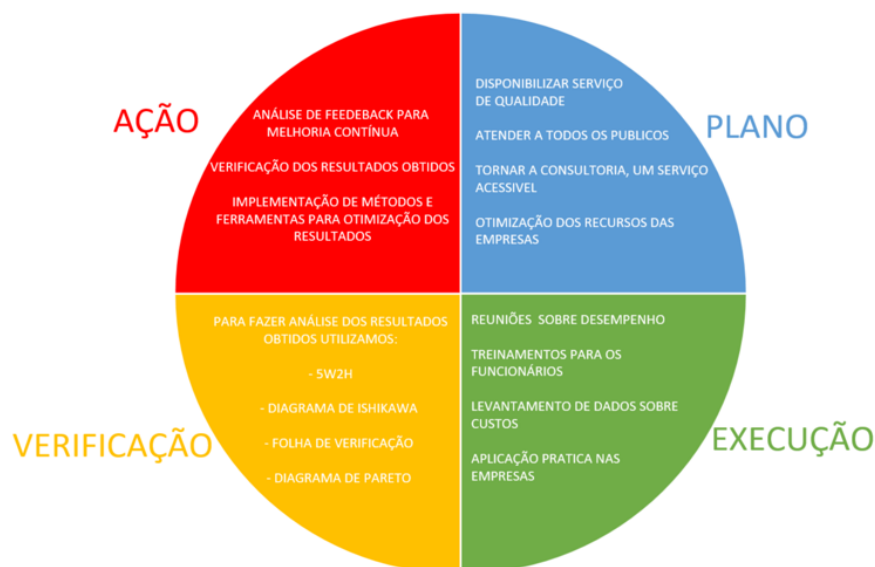 AÇÃO
ANÁLISE DE FEEDEBACK PARA
MELHORIA CONTÍNUA
VERIFICAÇÃO DOS RESULTADOS OBTIDOS
IMPLEMENTAÇÃO DE MÉTODOS E
FERRAMENTAS PARA OTIMIZAÇÃO DOS
RESULTADOS
PLANO
DISPONIBILIZAR SERVIÇO
DE QUALIDADE
ATENDER A TODOS OS PUBLICOS
TORNAR A CONSULTORIA, UM SERVIÇO
ACESSIVEL
OTIMIZAÇÃO DOS RECURSOS DAS
EMPRESAS
VERIFICAÇÃO
PARA FAZER ANÁLISE DOS RESULTADOS
OBTIDOS UTILIZAMOS:
- 5W2H
- DIAGRAMA DE ISHIKAWA
- FOLHA DE VERIFICAÇÃO
- DIAGRAMA DE PARETO
EXECUÇÃO
REUNIÕES SOBRE DESEMPENHO
TREINAMENTOS PARA OS
FUNCIONÁRIOS
LEVANTAMENTO DE DADOS SOBRE
CUSTOS
APLICAÇÃO PRATICA NAS
EMPRESAS